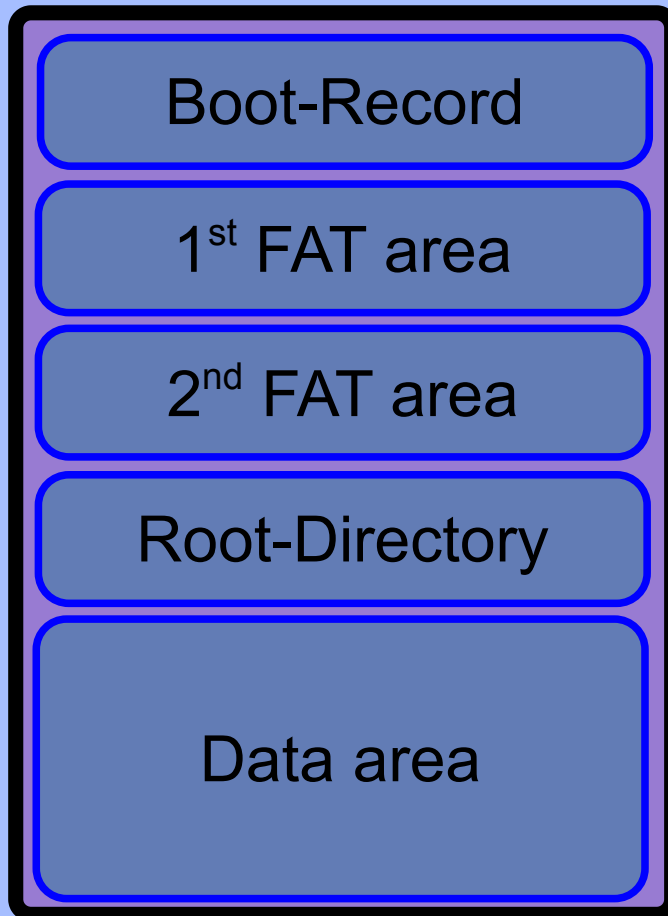 Boot-Record
1st FAT area
2nd FAT area
Root-Directory
Data area